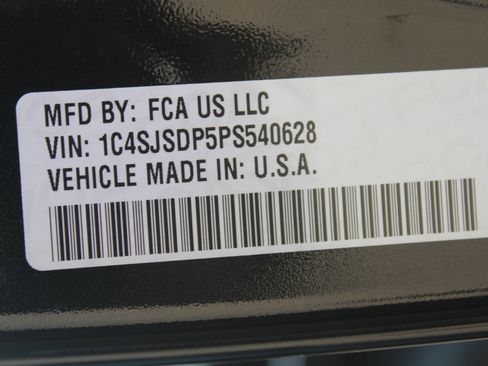 MFD BY: FCA US LLC
VIN: 1C4SJSDP5PS540628
VEHICLE MADE IN: U.S.A.